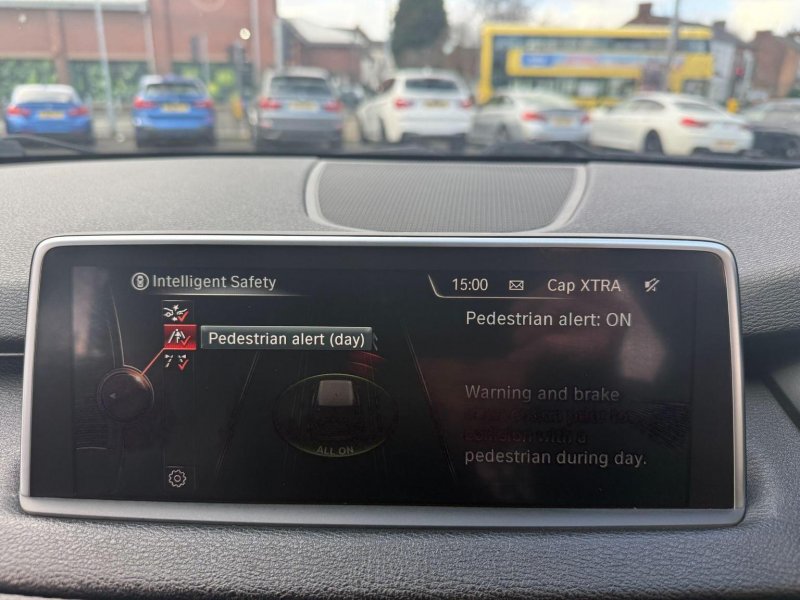 Intelligent Safety
15:00 Cap XTRA
Pedestrian alert: ON
Pedestrian alert (day)
Warning and brake
with a
pedestrian during day.
ALL ON